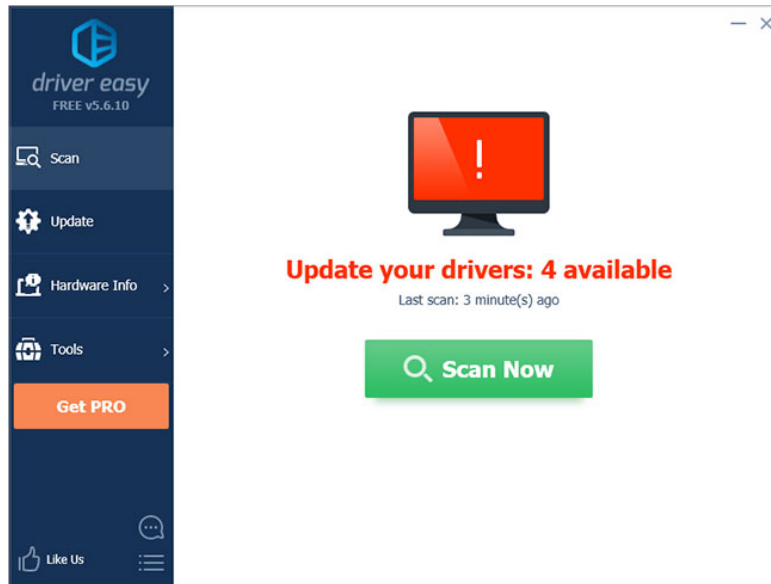 driver easy
FREE v5.6.10
Scan
Update
Hardware Info
Tools
Get PRO
Like Us
!
Update your drivers: 4 available
Last scan: 3 minute(s) ago
Scan Now